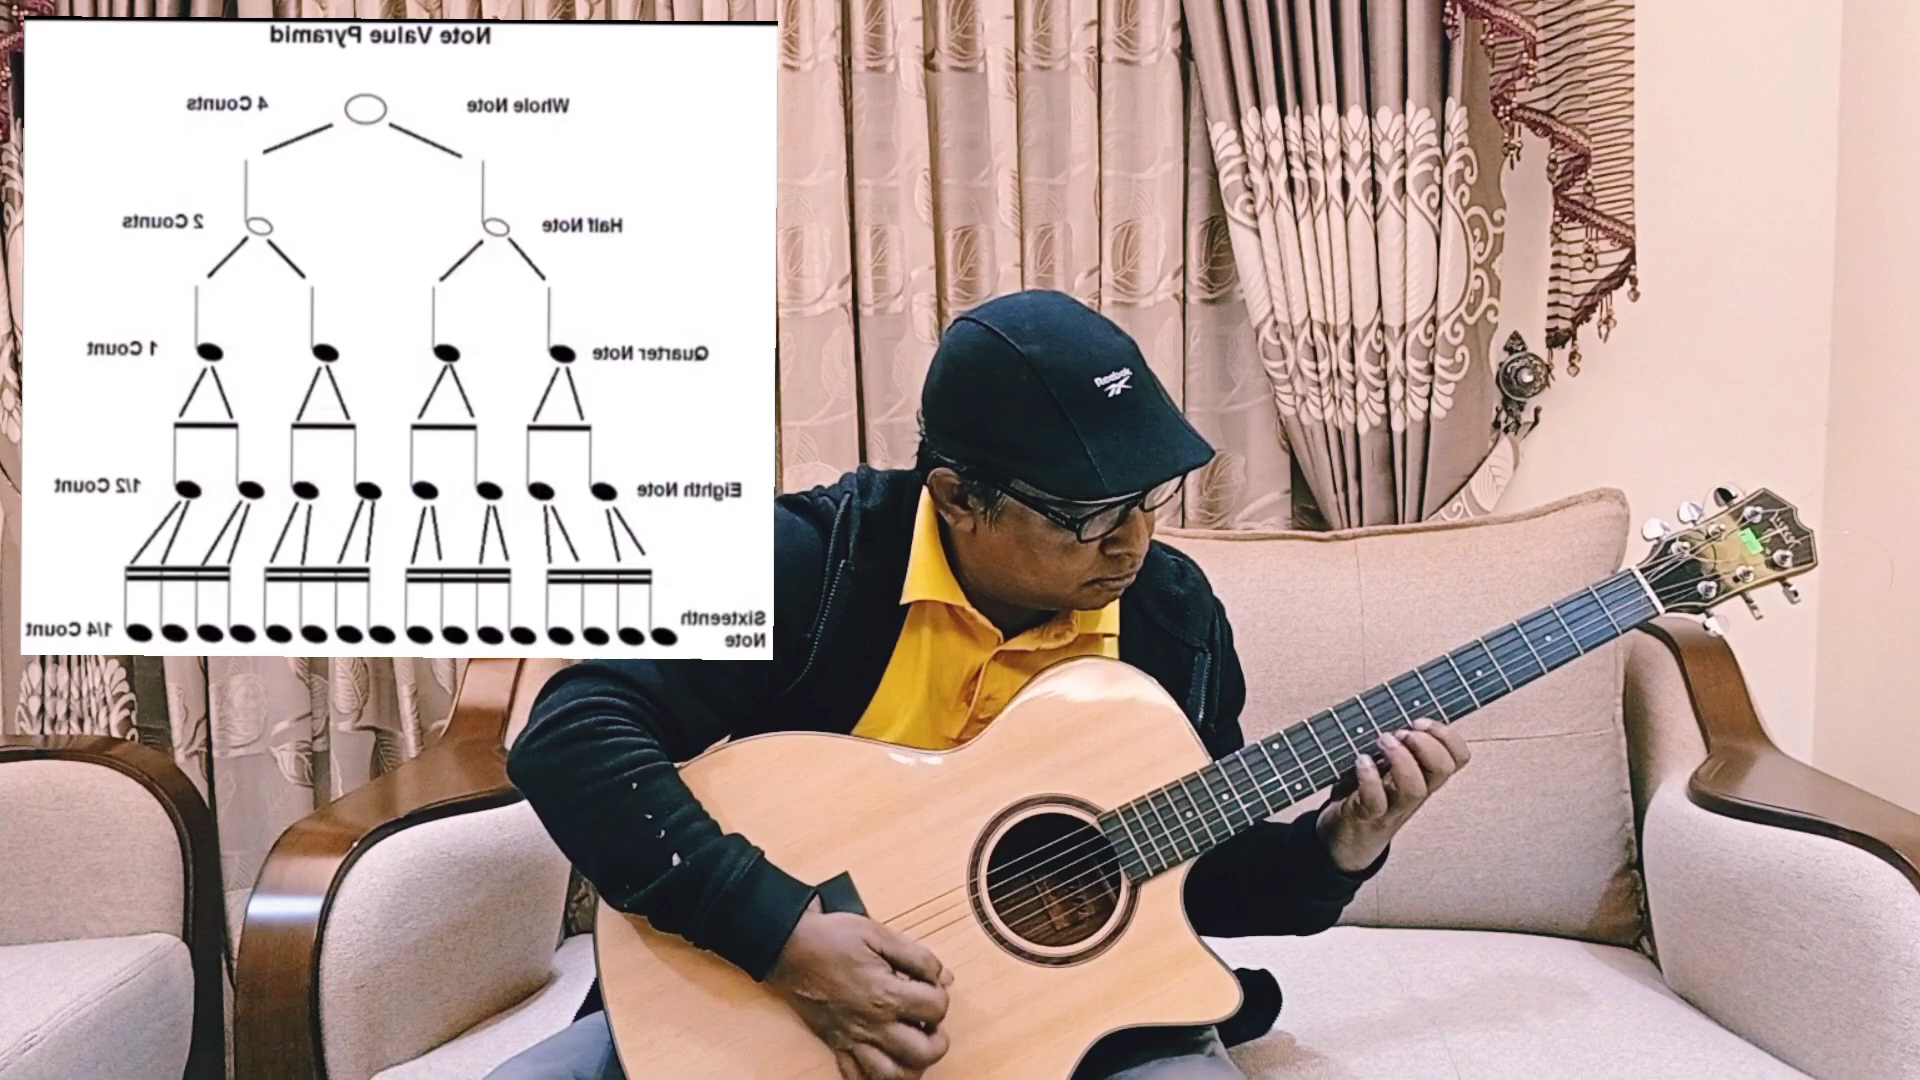 Note Value Pyramid
Whole Note 4 Counts
Half Note 2 Counts
Quarter Note 1 Count
Eighth Note 1/2 Count
Sixteenth
Note
1/4 Count
Reebok